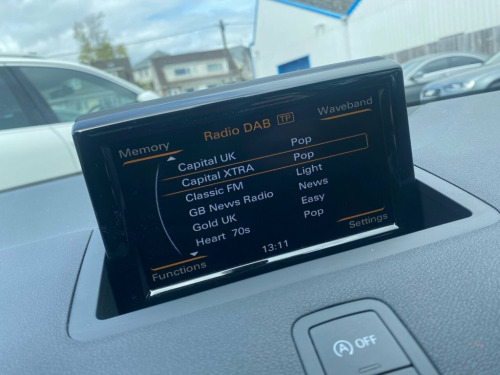 Radio DAB TP
Memory
Waveband
Capital UK Pop
Capital XTRA Pop
Classic FM Light
GB News Radio News
Gold UK Easy
Heart 70s Pop
Functions
13:11
Settings
A OFF